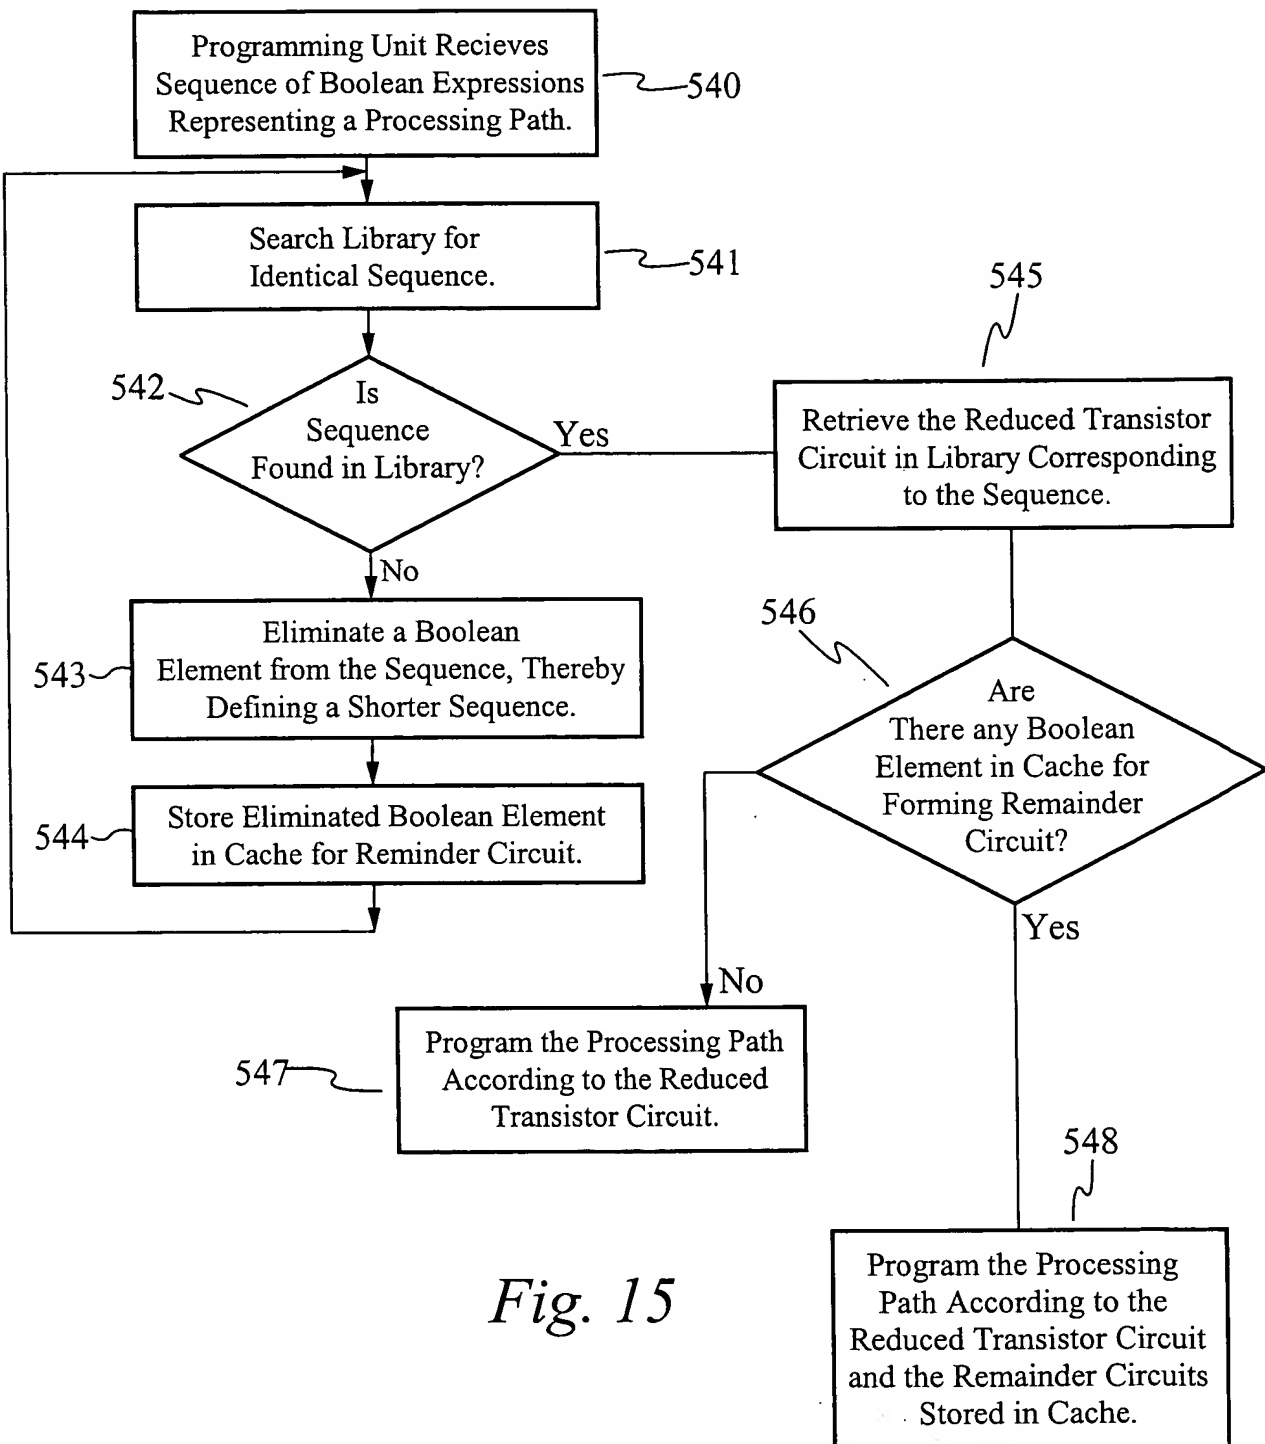 Programming Unit Recieves
Sequence of Boolean Expressions
Representing a Processing Path.
540
Search Library for
Identical Sequence.
541
542
Is
Sequence
Found in Library?
Yes
No
545
Retrieve the Reduced Transistor
Circuit in Library Corresponding
to the Sequence.
543
Eliminate a Boolean
Element from the Sequence, Thereby
Defining a Shorter Sequence.
544
Store Eliminated Boolean Element
in Cache for Reminder Circuit.
546
Are
There any Boolean
Element in Cache for
Forming Remainder
Circuit?
No
Yes
547
Program the Processing Path
According to the Reduced
Transistor Circuit.
548
Program the Processing
Path According to the
Reduced Transistor Circuit
and the Remainder Circuits
Stored in Cache.
Fig. 15